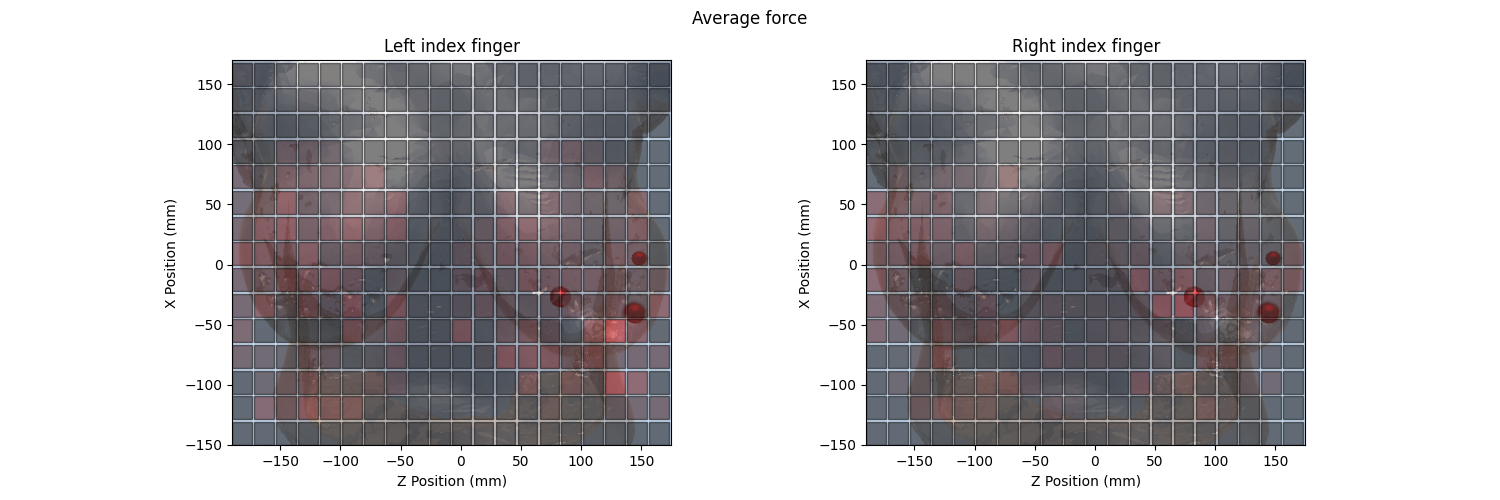 Average force
Left index finger
Right index finger
150
100
50
0
−50
−100
−150
X Position (mm)
−150 −100 −50 0 50 100 150
Z Position (mm)
150
100
50
0
−50
−100
−150
X Position (mm)
−150 −100 −50 0 50 100 150
Z Position (mm)